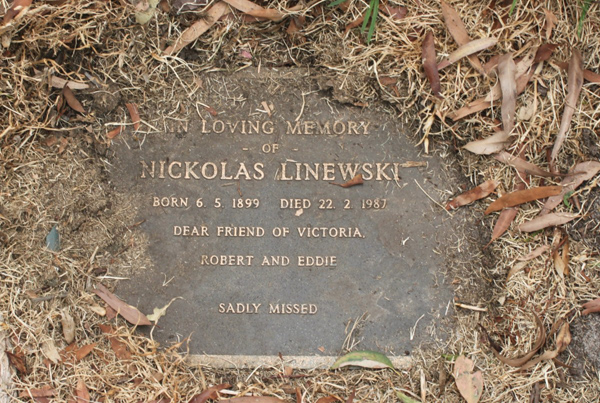 IN LOVING MEMORY
- OF -
NICKOLAS LINEWSKI
BORN 6. 5. 1899 DIED 22. 2. 1987
DEAR FRIEND OF VICTORIA,
ROBERT AND EDDIE
SADLY MISSED